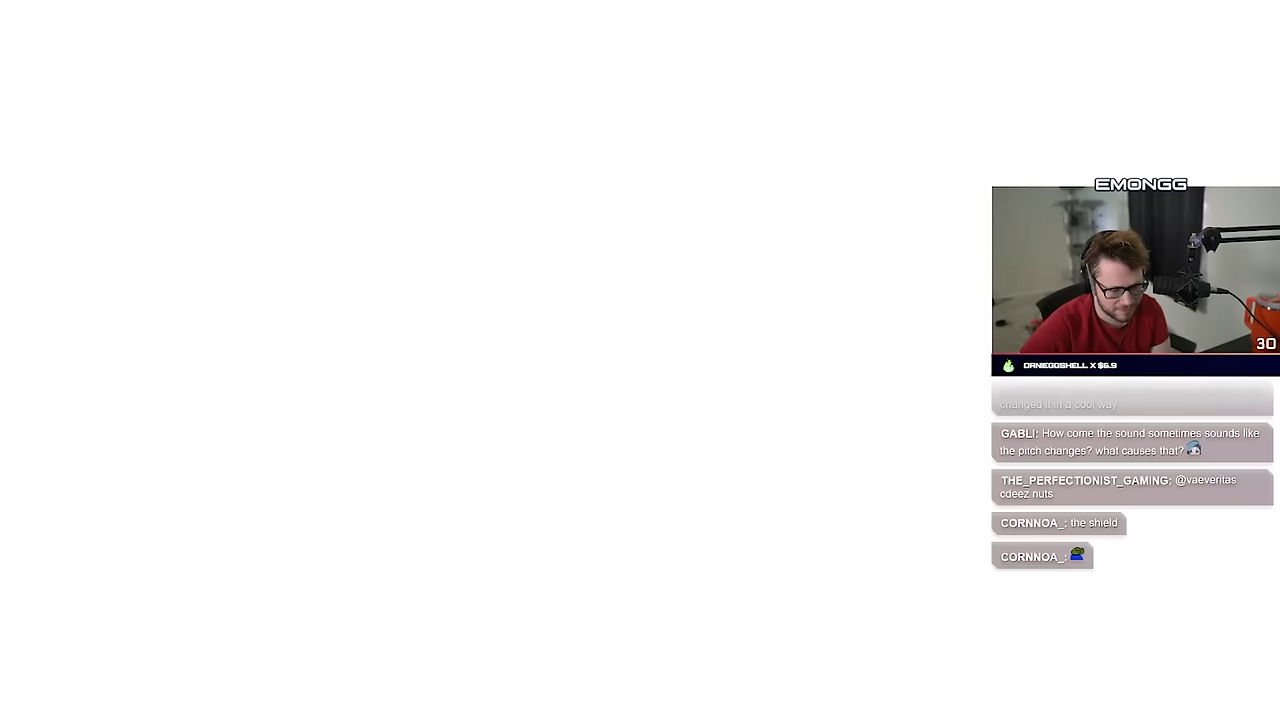 EMONGG
30
DANIEGGSHELL X $6.9
changed it in a cool way
GABLI: How come the sound sometimes sounds like
the pitch changes? what causes that?
THE_PERFECTIONIST_GAMING: @vaeveritas
cdeez nuts
CORNNOA_: the shield
CORNNOA_: